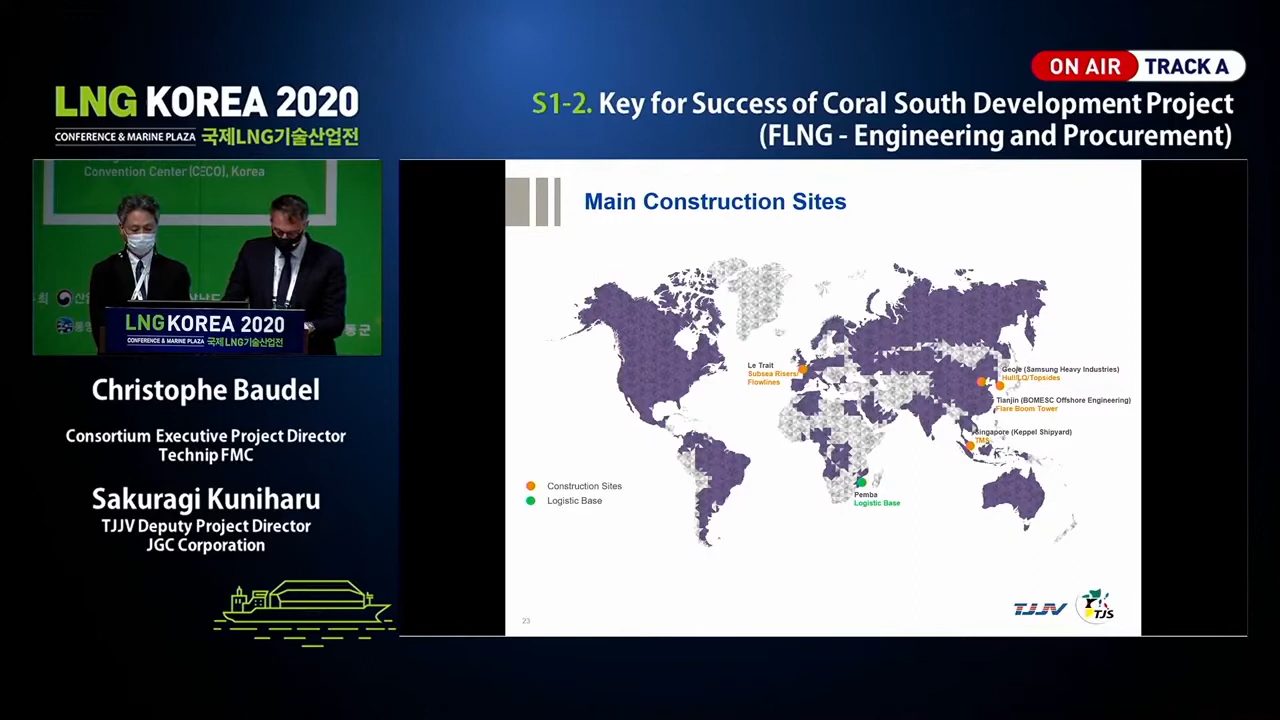 ON AIR TRACK A
LNG KOREA 2020
CONFERENCE & MARINE PLAZA 국제LNG기술산업전
S1-2. Key for Success of Coral South Development Project
(FLNG - Engineering and Procurement)
Convention Center (CECO), Korea
LNG KOREA 2020
CONFERENCE & MARINE PLAZA 국제LNG기술산업전
Christophe Baudel
Consortium Executive Project Director
Technip FMC
Sakuragi Kuniharu
TJJV Deputy Project Director
JGC Corporation
Main Construction Sites
Le Trait
Subsea Risers/
Flowlines
Geoje (Samsung Heavy Industries)
Hull/LQ/Topsides
Tianjin (BOMESC Offshore Engineering)
Flare Boom Tower
Singapore (Keppel Shipyard)
TMS
Pemba
Logistic Base
Construction Sites
Logistic Base
23
TJJV
TJS